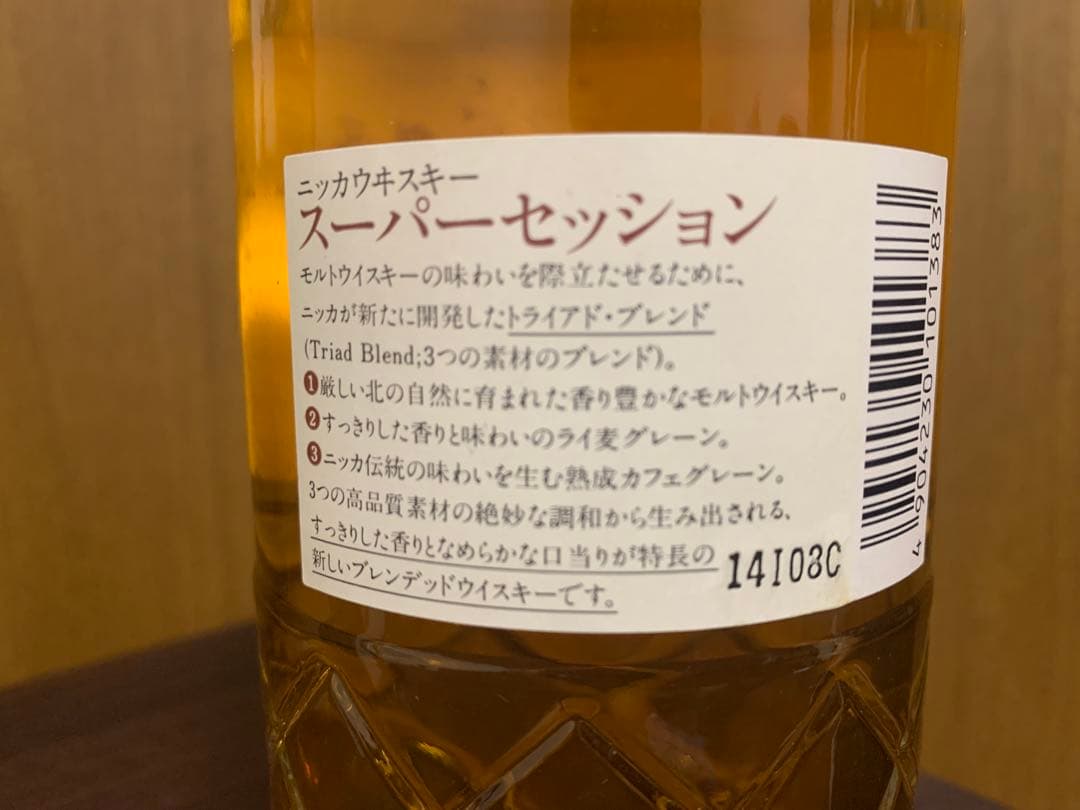 ニッカウヰスキー
スーパーセッション
モルトウイスキーの味わいを際立たせるために、
ニッカが新たに開発したトライアド・ブレンド
(Triad Blend;3つの素材のブレンド)。
❶厳しい北の自然に育まれた香り豊かなモルトウイスキー。
❷すっきりした香りと味わいのライ麦グレーン。
❸ニッカ伝統の味わいを生む熟成カフェグレーン。
3つの高品質素材の絶妙な調和から生み出される、
すっきりした香りとなめらかな口当りが特長の
新しいブレンデッドウイスキーです。
14I08C
4 904230 101383